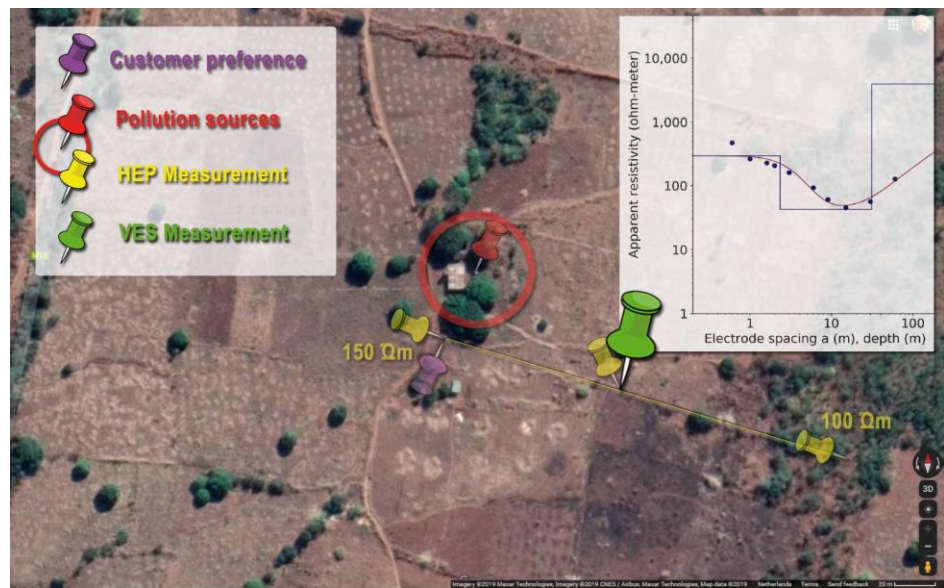 Customer preference
Pollution sources
HEP Measurement
VES Measurement
150 Ωm
100 Ωm
Apparent resistivity (ohm-meter)
10,000
1,000
100
10
1
1
10
100
Electrode spacing a (m), depth (m)
3D
Imagery ©2019 Maxar Technologies, Imagery ©2019 CNES / Airbus, Maxar Technologies, Map data ©2019
Netherlands
Terms
Send feedback
20 m